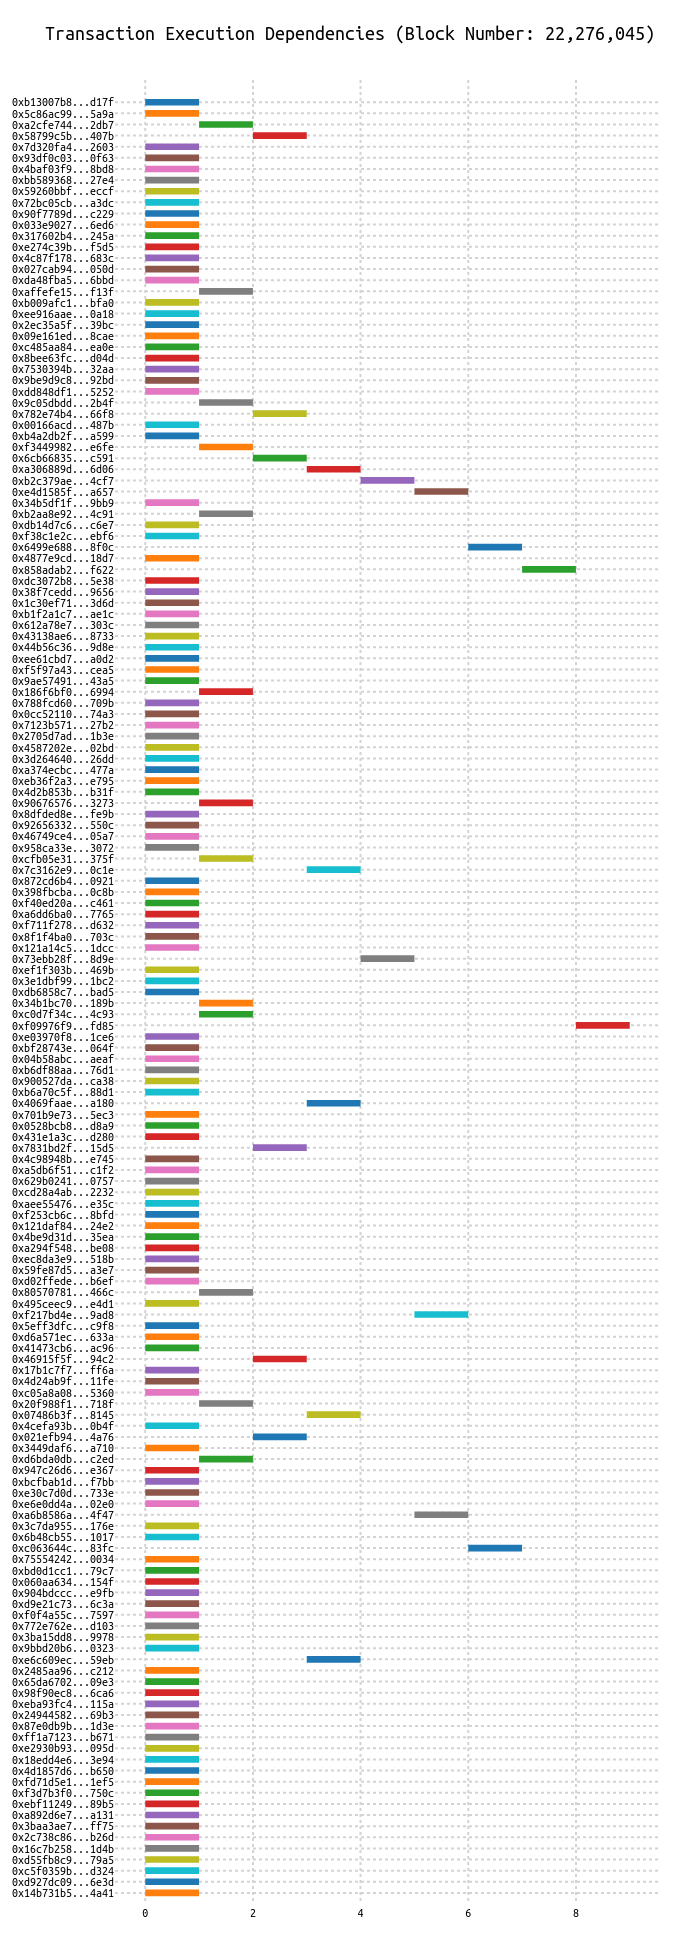 Transaction Execution Dependencies (Block Number: 22,276,045)
0xb13007b8...d17f
0x5c86ac99...5a9a
0xa2cfe744...2db7
0x58799c5b...407b
0x7d320fa4...2603
0x93df0c03...0f63
0x4baf03f9...8bd8
0xbb589368...27e4
0x59260bbf...eccf
0x72bc05cb...a3dc
0x90f7789d...c229
0x033e9027...6ed6
0x317602b4...245a
0xe274c39b...f5d5
0x4c87f178...683c
0x027cab94...050d
0xda48fba5...6bbd
0xaffefe15...f13f
0xb009afc1...bfa0
0xee916aae...0a18
0x2ec35a5f...39bc
0x09e161ed...8cae
0xc485aa84...ea0e
0x8bee63fc...d04d
0x7530394b...32aa
0x9be9d9c8...92bd
0xdd848df1...5252
0x9c05dbdd...2b4f
0x782e74b4...66f8
0x00166acd...487b
0xb4a2db2f...a599
0xf3449982...e6fe
0x6cb66835...c591
0xa306889d...6d06
0xb2c379ae...4cf7
0xe4d1585f...a657
0x34b5df1f...9bb9
0xb2aa8e92...4c91
0xdb14d7c6...c6e7
0xf38c1e2c...ebf6
0x6499e688...8f0c
0x4877e9cd...18d7
0x858adab2...f622
0xdc3072b8...5e38
0x38f7cedd...9656
0x1c30ef71...3d6d
0xb1f2a1c7...ae1c
0x612a78e7...303c
0x43138ae6...8733
0x44b56c36...9d8e
0xee61cbd7...a0d2
0xf5f97a43...cea5
0x9ae57491...43a5
0x186f6bf0...6994
0x788fcd60...709b
0x0cc52110...74a3
0x7123b571...27b2
0x2705d7ad...1b3e
0x4587202e...02bd
0x3d264640...26dd
0xa374ecbc...477a
0xeb36f2a3...e795
0x4d2b853b...b31f
0x90676576...3273
0x8dfded8e...fe9b
0x92656332...550c
0x46749ce4...05a7
0x958ca33e...3072
0xcfb05e31...375f
0x7c3162e9...0c1e
0x872cd6b4...0921
0x398fbcba...0c8b
0xf40ed20a...c461
0xa6dd6ba0...7765
0xf711f278...d632
0x8f1f4ba0...703c
0x121a14c5...1dcc
0x73ebb28f...8d9e
0xef1f303b...469b
0x3e1dbf99...1bc2
0xdb6858c7...bad5
0x34b1bc70...189b
0xc0d7f34c...4c93
0xf09976f9...fd85
0xe03970f8...1ce6
0xbf28743e...064f
0x04b58abc...aeaf
0xb6df88aa...76d1
0x900527da...ca38
0xb6a70c5f...88d1
0x4069faae...a180
0x701b9e73...5ec3
0x0528bcb8...d8a9
0x431e1a3c...d280
0x7831bd2f...15d5
0x4c98948b...e745
0xa5db6f51...c1f2
0x629b0241...0757
0xcd28a4ab...2232
0xaee55476...e35c
0xf253cb6c...8bfd
0x121daf84...24e2
0x4be9d31d...35ea
0xa294f548...be08
0xec8da3e9...518b
0x59fe87d5...a3e7
0xd02ffede...b6ef
0x80570781...466c
0x495ceec9...e4d1
0xf217bd4e...9ad8
0x5eff3dfc...c9f8
0xd6a571ec...633a
0x41473cb6...ac96
0x46915f5f...94c2
0x17b1c7f7...ff6a
0x4d24ab9f...11fe
0xc05a8a08...5360
0x20f988f1...718f
0x07486b3f...8145
0x4cefa93b...0b4f
0x021efb94...4a76
0x3449daf6...a710
0xd6bda0db...c2ed
0x947c26d6...e367
0xbcfbab1d...f7bb
0xe30c7d0d...733e
0xe6e0dd4a...02e0
0xa6b8586a...4f47
0x3c7da955...176e
0x6b48cb55...1017
0xc063644c...83fc
0x75554242...0034
0xbd0d1cc1...79c7
0x060aa634...154f
0x904bdccc...e9fb
0xd9e21c73...6c3a
0xf0f4a55c...7597
0x772e762e...d103
0x3ba15dd8...9978
0x9bbd20b6...0323
0xe6c609ec...59eb
0x2485aa96...c212
0x65da6702...09e3
0x98f90ec8...6ca6
0xeba93fc4...115a
0x24944582...69b3
0x87e0db9b...1d3e
0xff1a7123...b671
0xe2930b93...095d
0x18edd4e6...3e94
0x4d1857d6...b650
0xfd71d5e1...1ef5
0xf3d7b3f0...750c
0xebf11249...89b5
0xa892d6e7...a131
0x3baa3ae7...ff75
0x2c738c86...b26d
0x16c7b258...1d4b
0xd55fb8c9...79a5
0xc5f0359b...d324
0xd927dc09...6e3d
0x14b731b5...4a41
0 2 4 6 8